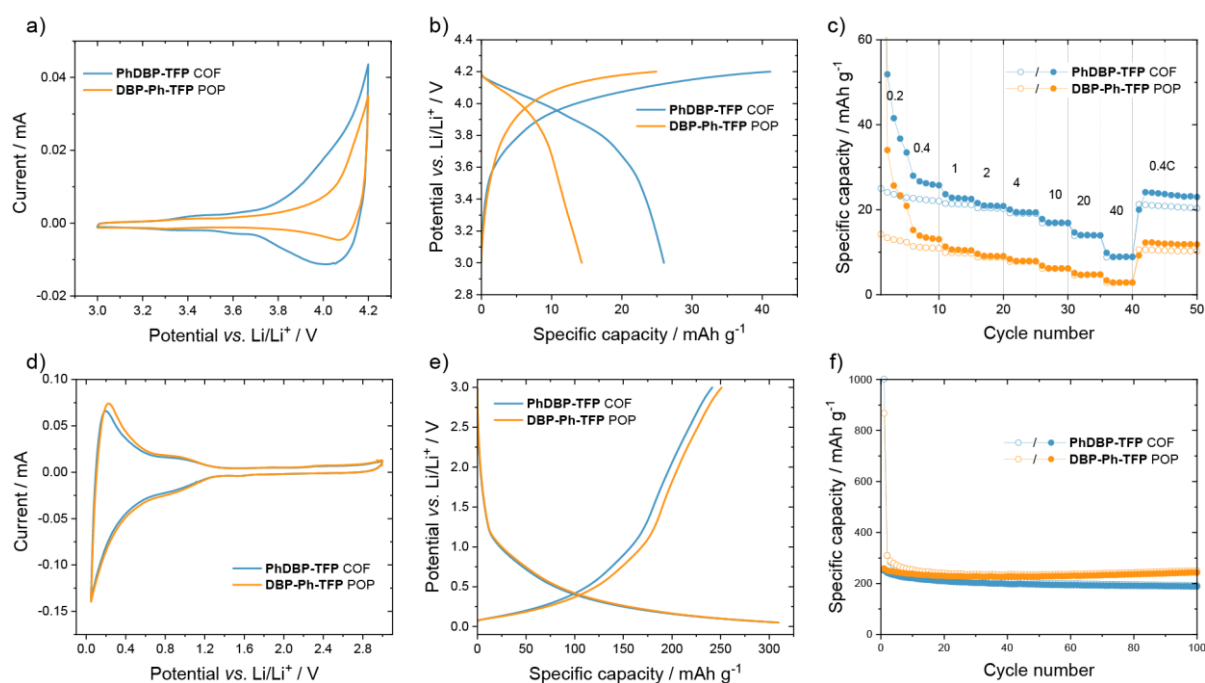 a)
0.04
0.02
0.00
-0.02
Current / mA
PhDBP-TFP COF
DBP-Ph-TFP POP
3.0 3.2 3.4 3.6 3.8 4.0 4.2
Potential vs. Li/Li⁺ / V
b)
4.4
4.2
4.0
3.8
3.6
3.4
3.2
3.0
2.8
Potential vs. Li/Li⁺ / V
PhDBP-TFP COF
DBP-Ph-TFP POP
0 10 20 30 40
Specific capacity / mAh g⁻¹
c)
60
40
20
0
Specific capacity / mAh g⁻¹
/ PhDBP-TFP COF
/ DBP-Ph-TFP POP
0.2
0.4
1
2
4
10
20
40
0.4C
10 20 30 40 50
Cycle number
d)
0.10
0.05
0.00
-0.05
-0.10
-0.15
Current / mA
PhDBP-TFP COF
DBP-Ph-TFP POP
0.0 0.4 0.8 1.2 1.6 2.0 2.4 2.8
Potential vs. Li/Li⁺ / V
e)
3.0
2.5
2.0
1.5
1.0
0.5
0.0
Potential vs. Li/Li⁺ / V
PhDBP-TFP COF
DBP-Ph-TFP POP
0 50 100 150 200 250 300
Specific capacity / mAh g⁻¹
f)
1000
800
600
400
200
0
Specific capacity / mAh g⁻¹
/ PhDBP-TFP COF
/ DBP-Ph-TFP POP
0 20 40 60 80 100
Cycle number